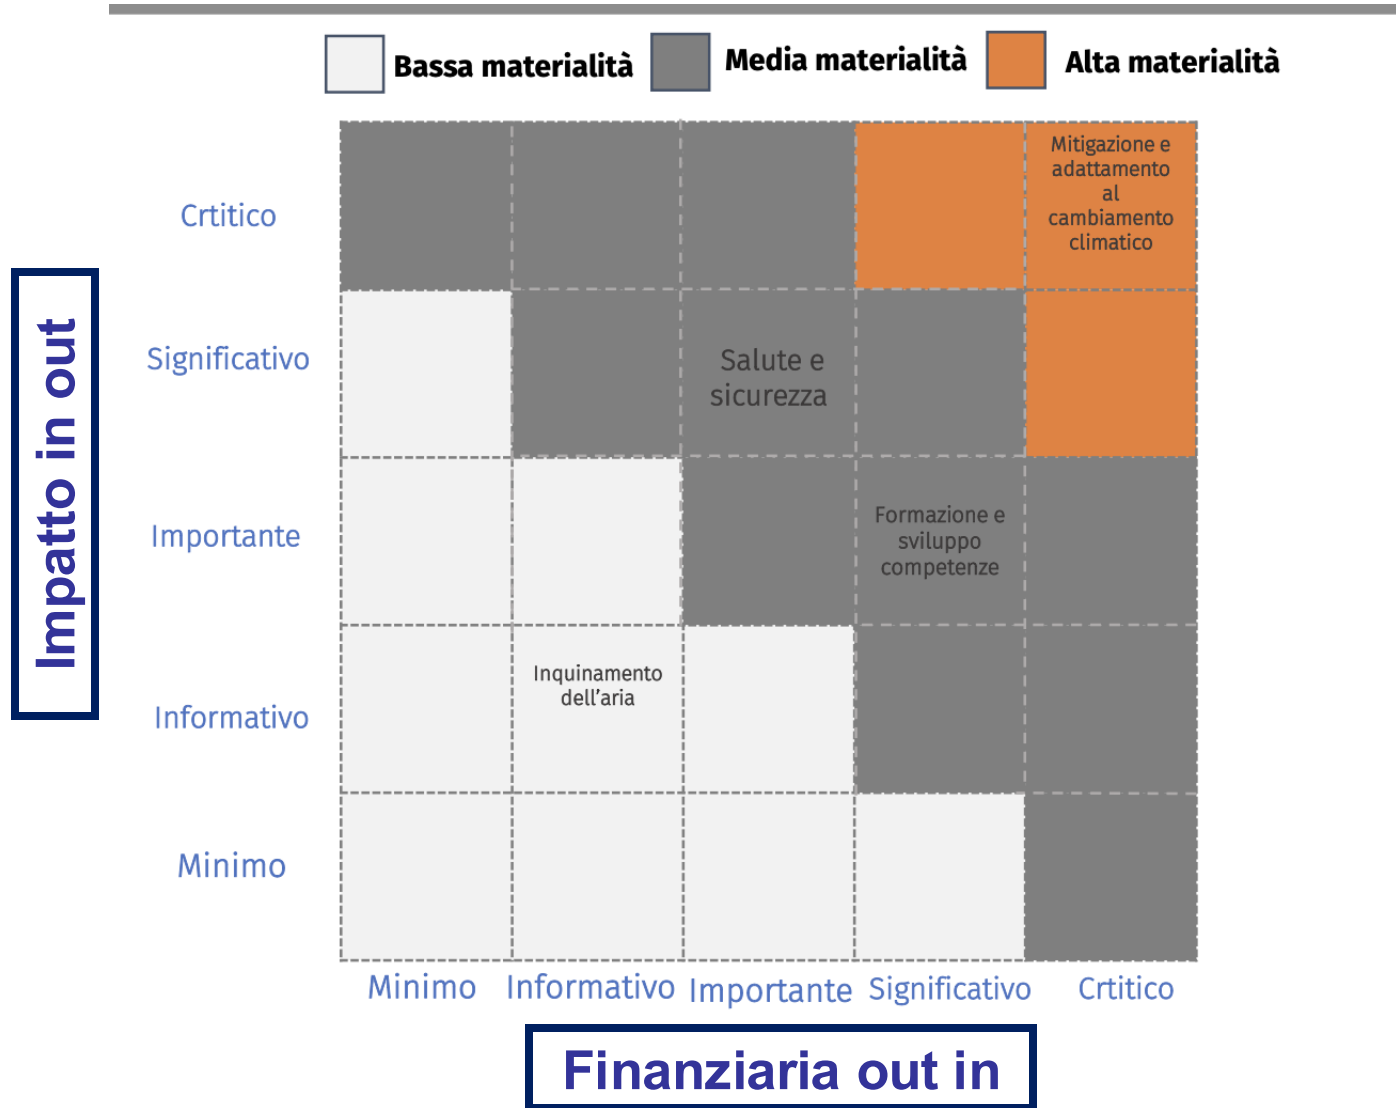 Bassa materialità
Media materialità
Alta materialità
Mitigazione e
adattamento
al
cambiamento
climatico
Crtitico
Significativo
Salute e
sicurezza
Impatto in out
Importante
Formazione e
sviluppo
competenze
Informativo
Inquinamento
dell'aria
Minimo
Minimo
Informativo
Importante
Significativo
Crtitico
Finanziaria out in